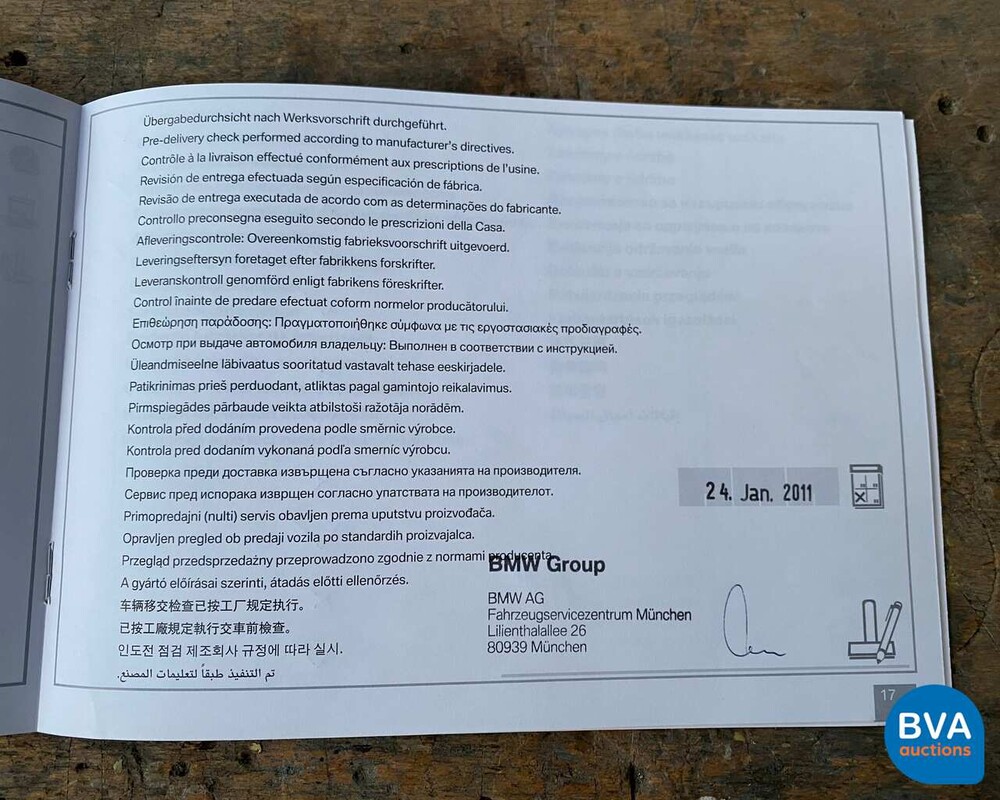 Übergabedurchsicht nach Werksvorschrift durchgeführt.
Pre-delivery check performed according to manufacturer's directives.
Contrôle à la livraison effectué conformément aux prescriptions de l'usine.
Revisión de entrega efectuada según especificación de fábrica.
Revisão de entrega executada de acordo com as determinações do fabricante.
Controllo preconsegna eseguito secondo le prescrizioni della Casa.
Afleveringscontrole: Overeenkomstig fabrieksvoorschrift uitgevoerd.
Leveringseftersyn foretaget efter fabrikkens forskrifter.
Leveranskontroll genomförd enligt fabrikens föreskrifter.
Control înainte de predare efectuat coform normelor producătorului.
Επιθεώρηση παράδοσης: Πραγματοποιήθηκε σύμφωνα με τις εργοστασιακές προδιαγραφές.
Осмотр при выдаче автомобиля владельцу: Выполнен в соответствии с инструкцией.
Üleandmiseelne läbivaatus sooritatud vastavalt tehase eeskirjadele.
Patikrinimas prieš perduodant, atliktas pagal gamintojo reikalavimus.
Pirmspiegādes pārbaude veikta atbilstoši ražotāja norādēm.
Kontrola před dodáním provedena podle směrnic výrobce.
Kontrola pred dodaním vykonaná podľa smerníc výrobcu.
Проверка преди доставка извърщена съгласно указанията на производителя.
Сервис пред испорака изврщен согласно упатствата на производителот.
Primopredajni (nulti) servis obavljen prema uputstvu proizvođača.
Opravljen pregled ob predaji vozila po standardih proizvajalca.
Przegląd przedsprzedażny przeprowadzono zgodnie z normami producenta.
A gyártó előírásai szerinti, átadás előtti ellenőrzés.
车辆移交检查已按工厂规定执行。
已按工廠規定執行交車前檢查。
인도전 점검 제조회사 규정에 따라 실시.
تم التنفيذ طبقاً لتعليمات المصنع.
24. Jan. 2011
BMW Group
BMW AG
Fahrzeugservicezentrum München
Lilienthalallee 26
80939 München
17
BVA
auctions